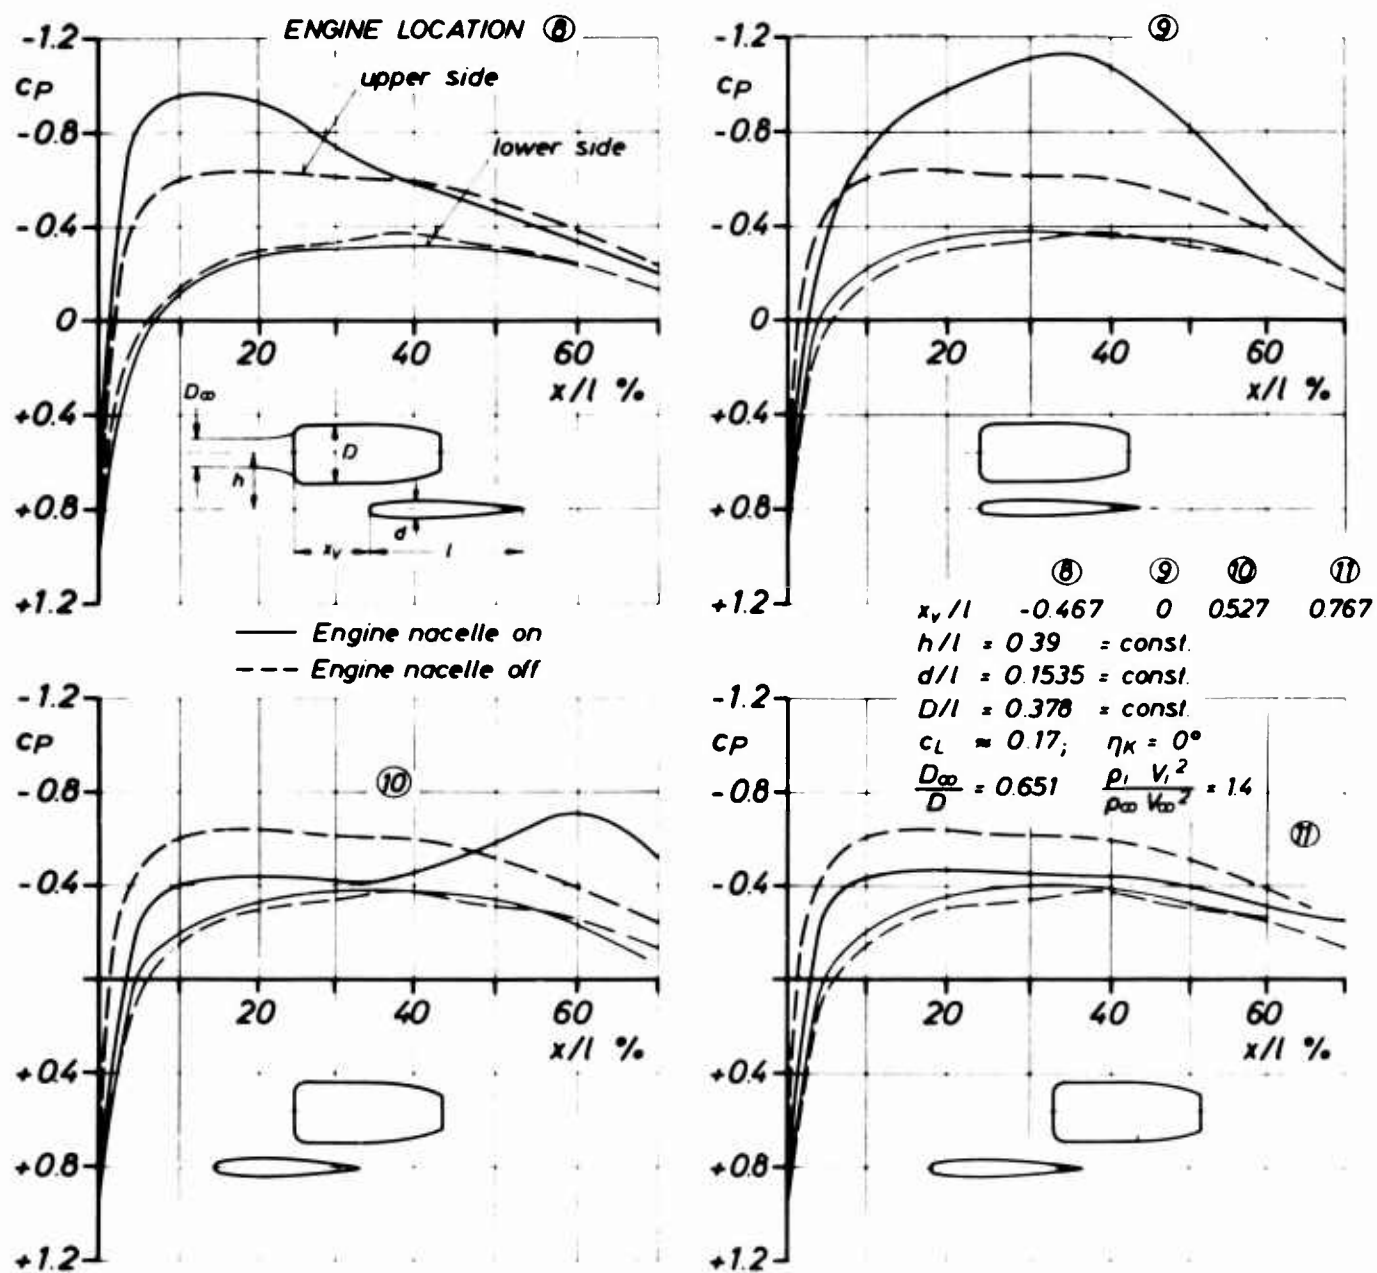 ENGINE LOCATION ⑧
-1.2
CP
-0.8
-0.4
0
+0.4
+0.8
+1.2
upper side
lower side
20 40 60
x/l %
D∞
D
h
d
xv
l
⑨
-1.2
CP
-0.8
-0.4
0
+0.4
+0.8
+1.2
20 40 60
x/l %
—— Engine nacelle on
--- Engine nacelle off
⑧ ⑨ ⑩ ⑪
xv/l -0.467 0 0.527 0.767
h/l = 0.39 = const.
d/l = 0.1535 = const.
D/l = 0.378 = const.
cL ≈ 0.17; ηK = 0°
D∞/D = 0.651 ρi Vi²/ρ∞ V∞² = 1.4
⑩
-1.2
CP
-0.8
-0.4
+0.4
+0.8
+1.2
20 40 60
x/l %
⑪
-1.2
CP
-0.8
-0.4
+0.4
+0.8
+1.2
20 40 60
x/l %